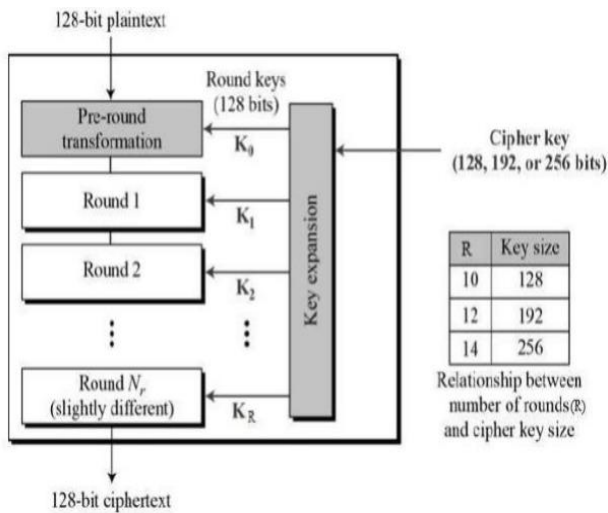 128-bit plaintext
Round keys
(128 bits)
Pre-round
transformation
K₀
Cipher key
(128, 192, or 256 bits)
Round 1
K₁
Round 2
K₂
Key expansion
Round Nᵣ
(slightly different)
K_R
128-bit ciphertext
R Key size
10 128
12 192
14 256
Relationship between
number of rounds(R)
and cipher key size